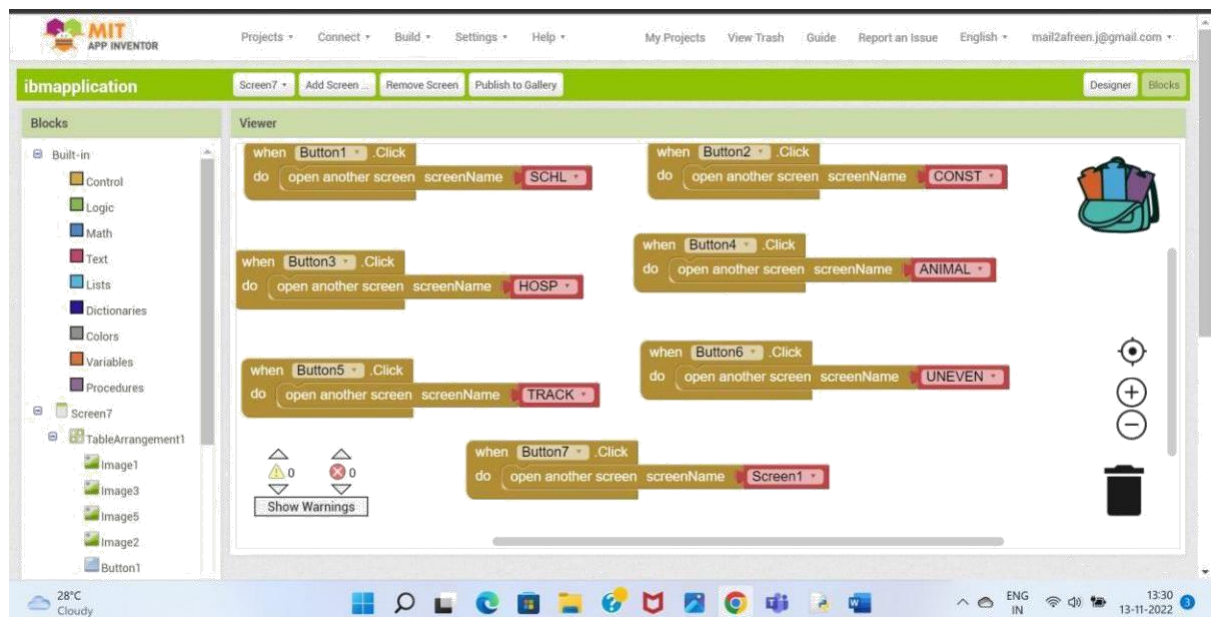 MIT
APP INVENTOR
Projects Connect Build Settings Help My Projects View Trash Guide Report an Issue English mail2afreen.j@gmail.com
ibmapplication Screen7 Add Screen ... Remove Screen Publish to Gallery Designer Blocks
Blocks
Viewer
Built-in
Control
Logic
Math
Text
Lists
Dictionaries
Colors
Variables
Procedures
Screen7
TableArrangement1
Image1
Image3
Image5
Image2
Button1
when Button1 .Click
do open another screen screenName SCHL
when Button2 .Click
do open another screen screenName CONST
when Button3 .Click
do open another screen screenName HOSP
when Button4 .Click
do open another screen screenName ANIMAL
when Button5 .Click
do open another screen screenName TRACK
when Button6 .Click
do open another screen screenName UNEVEN
when Button7 .Click
do open another screen screenName Screen1
0 0
Show Warnings
28°C
Cloudy
ENG
IN
13:30
13-11-2022
3